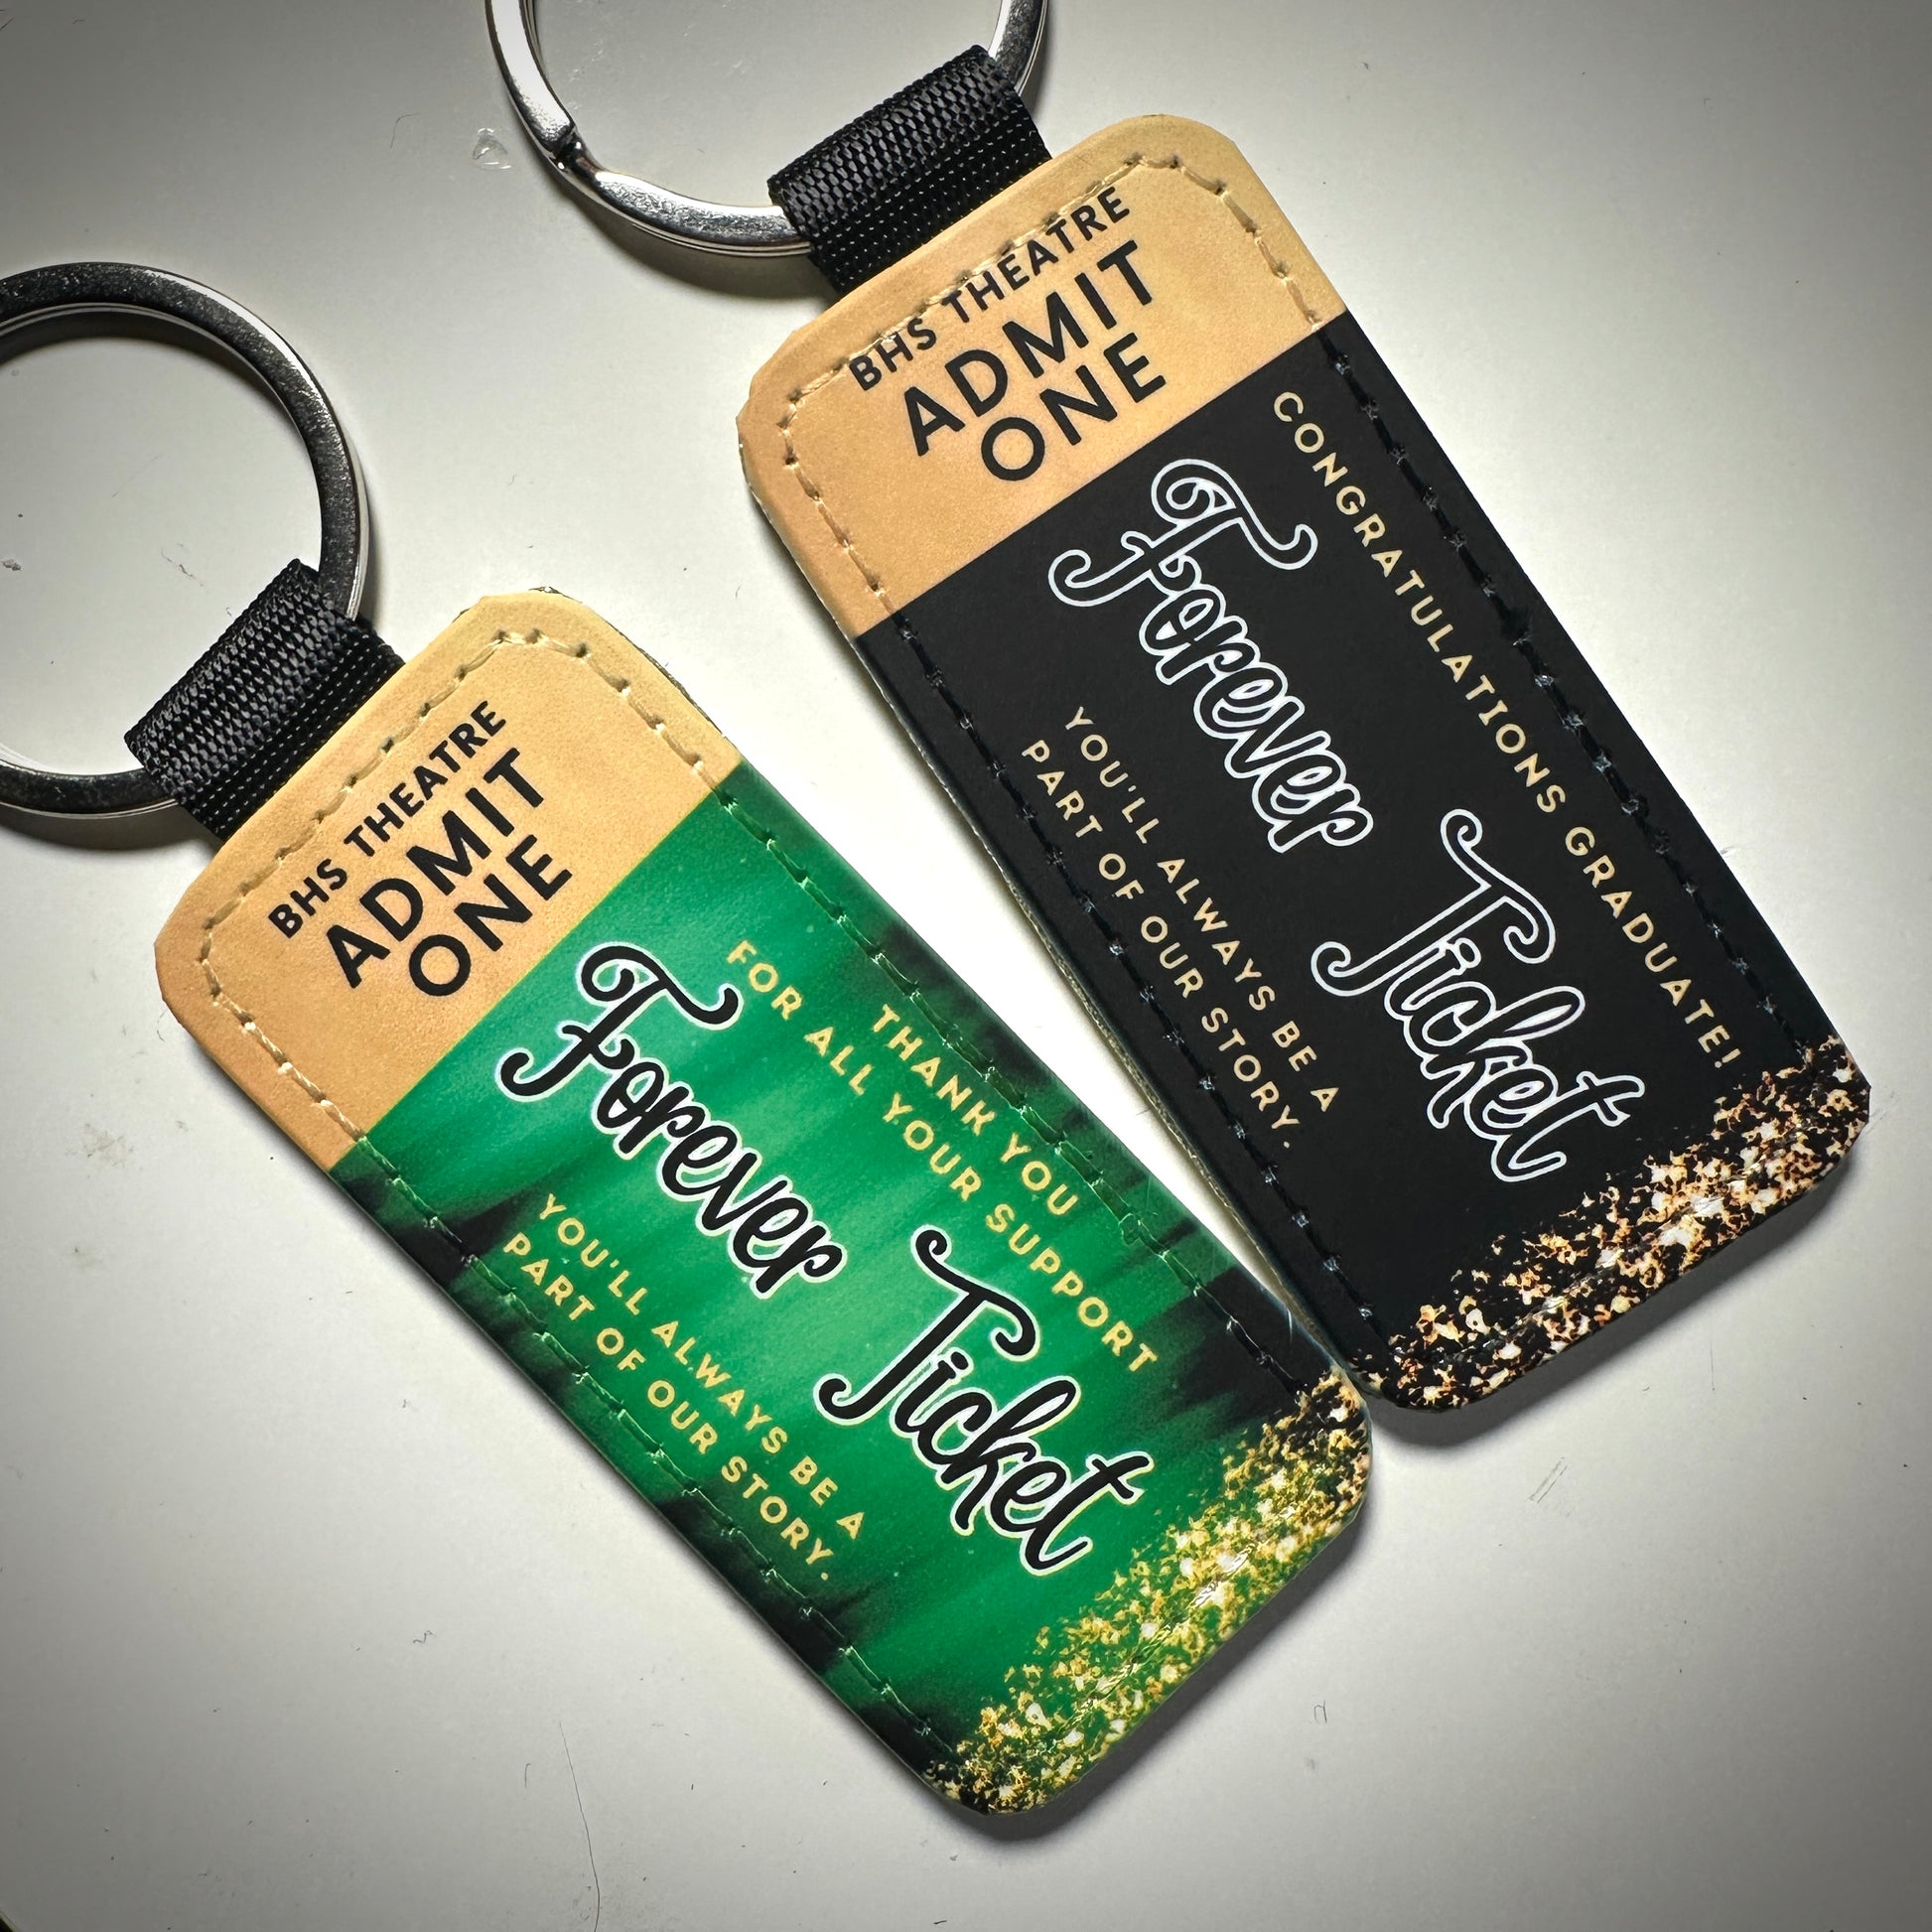 BHS THEATRE
ADMIT
ONE
THANK YOU
FOR ALL YOUR SUPPORT
Forever Ticket
YOU'LL ALWAYS BE A
PART OF OUR STORY.
BHS THEATRE
ADMIT
ONE
CONGRATULATIONS GRADUATE!
Forever Ticket
YOU'LL ALWAYS BE A
PART OF OUR STORY.